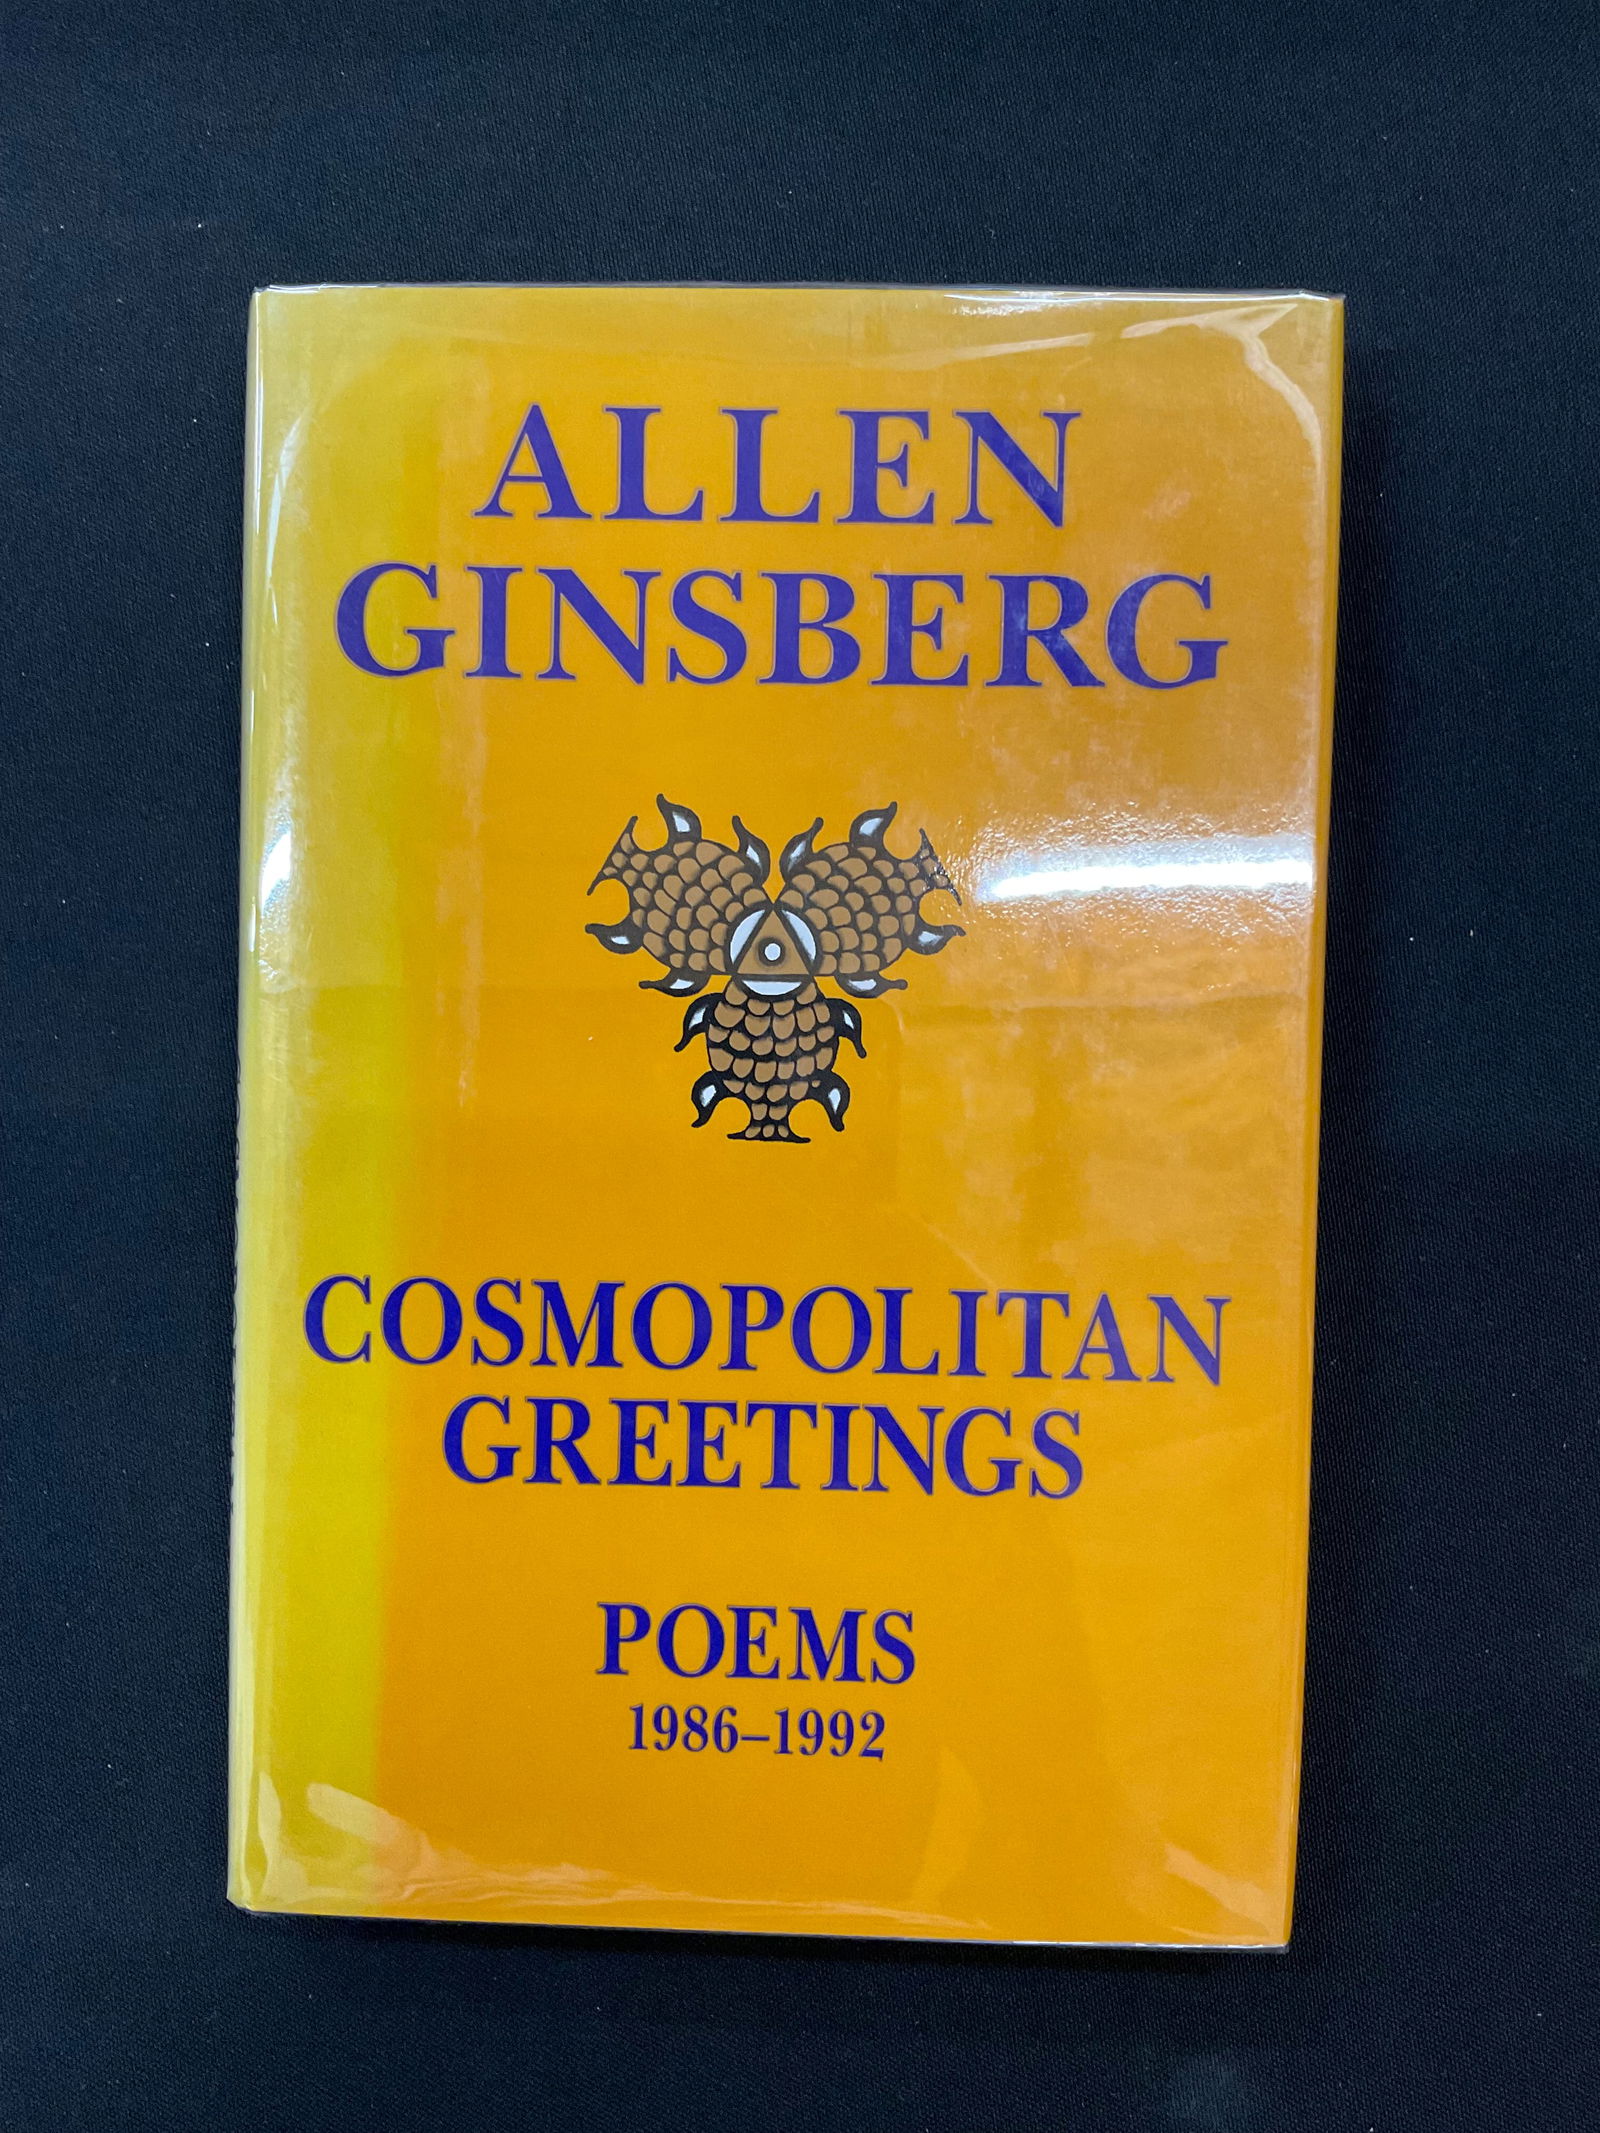 ALLEN
GINSBERG
COSMOPOLITAN
GREETINGS
POEMS
1986–1992